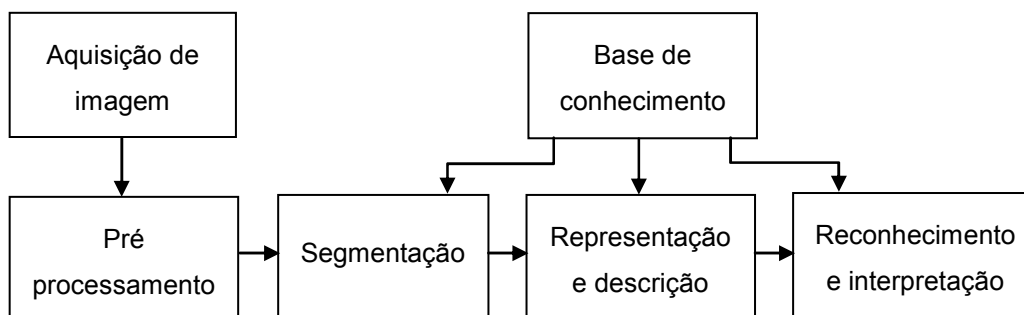 Aquisição de
imagem
Base de
conhecimento
Pré
processamento
Segmentação
Representação
e descrição
Reconhecimento
e interpretação